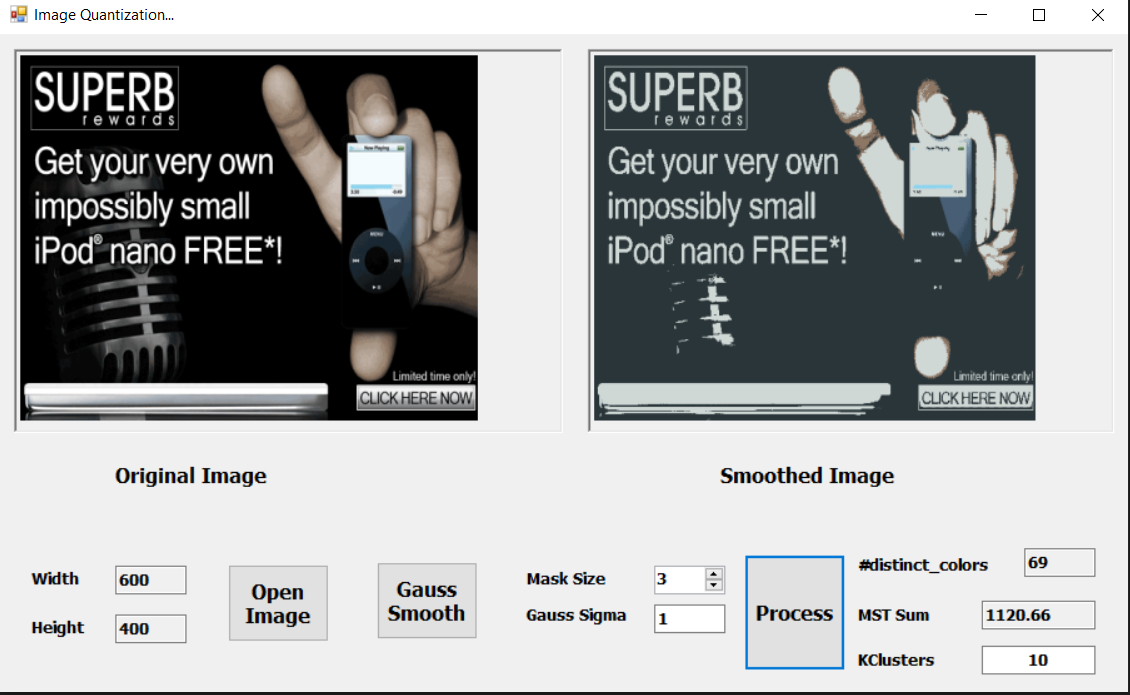 Image Quantization...
SUPERB
rewards
Get your very own
impossibly small
iPod® nano FREE*!
Now Playing
MENU
Limited time only!
CLICK HERE NOW
SUPERB
rewards
Get your very own
impossibly small
iPod® nano FREE*!
Now Playing
MENU
Limited time only!
CLICK HERE NOW
Original Image
Smoothed Image
Width
600
Height
400
Open
Image
Gauss
Smooth
Mask Size
3
Gauss Sigma
1
Process
#distinct_colors
69
MST Sum
1120.66
KClusters
10